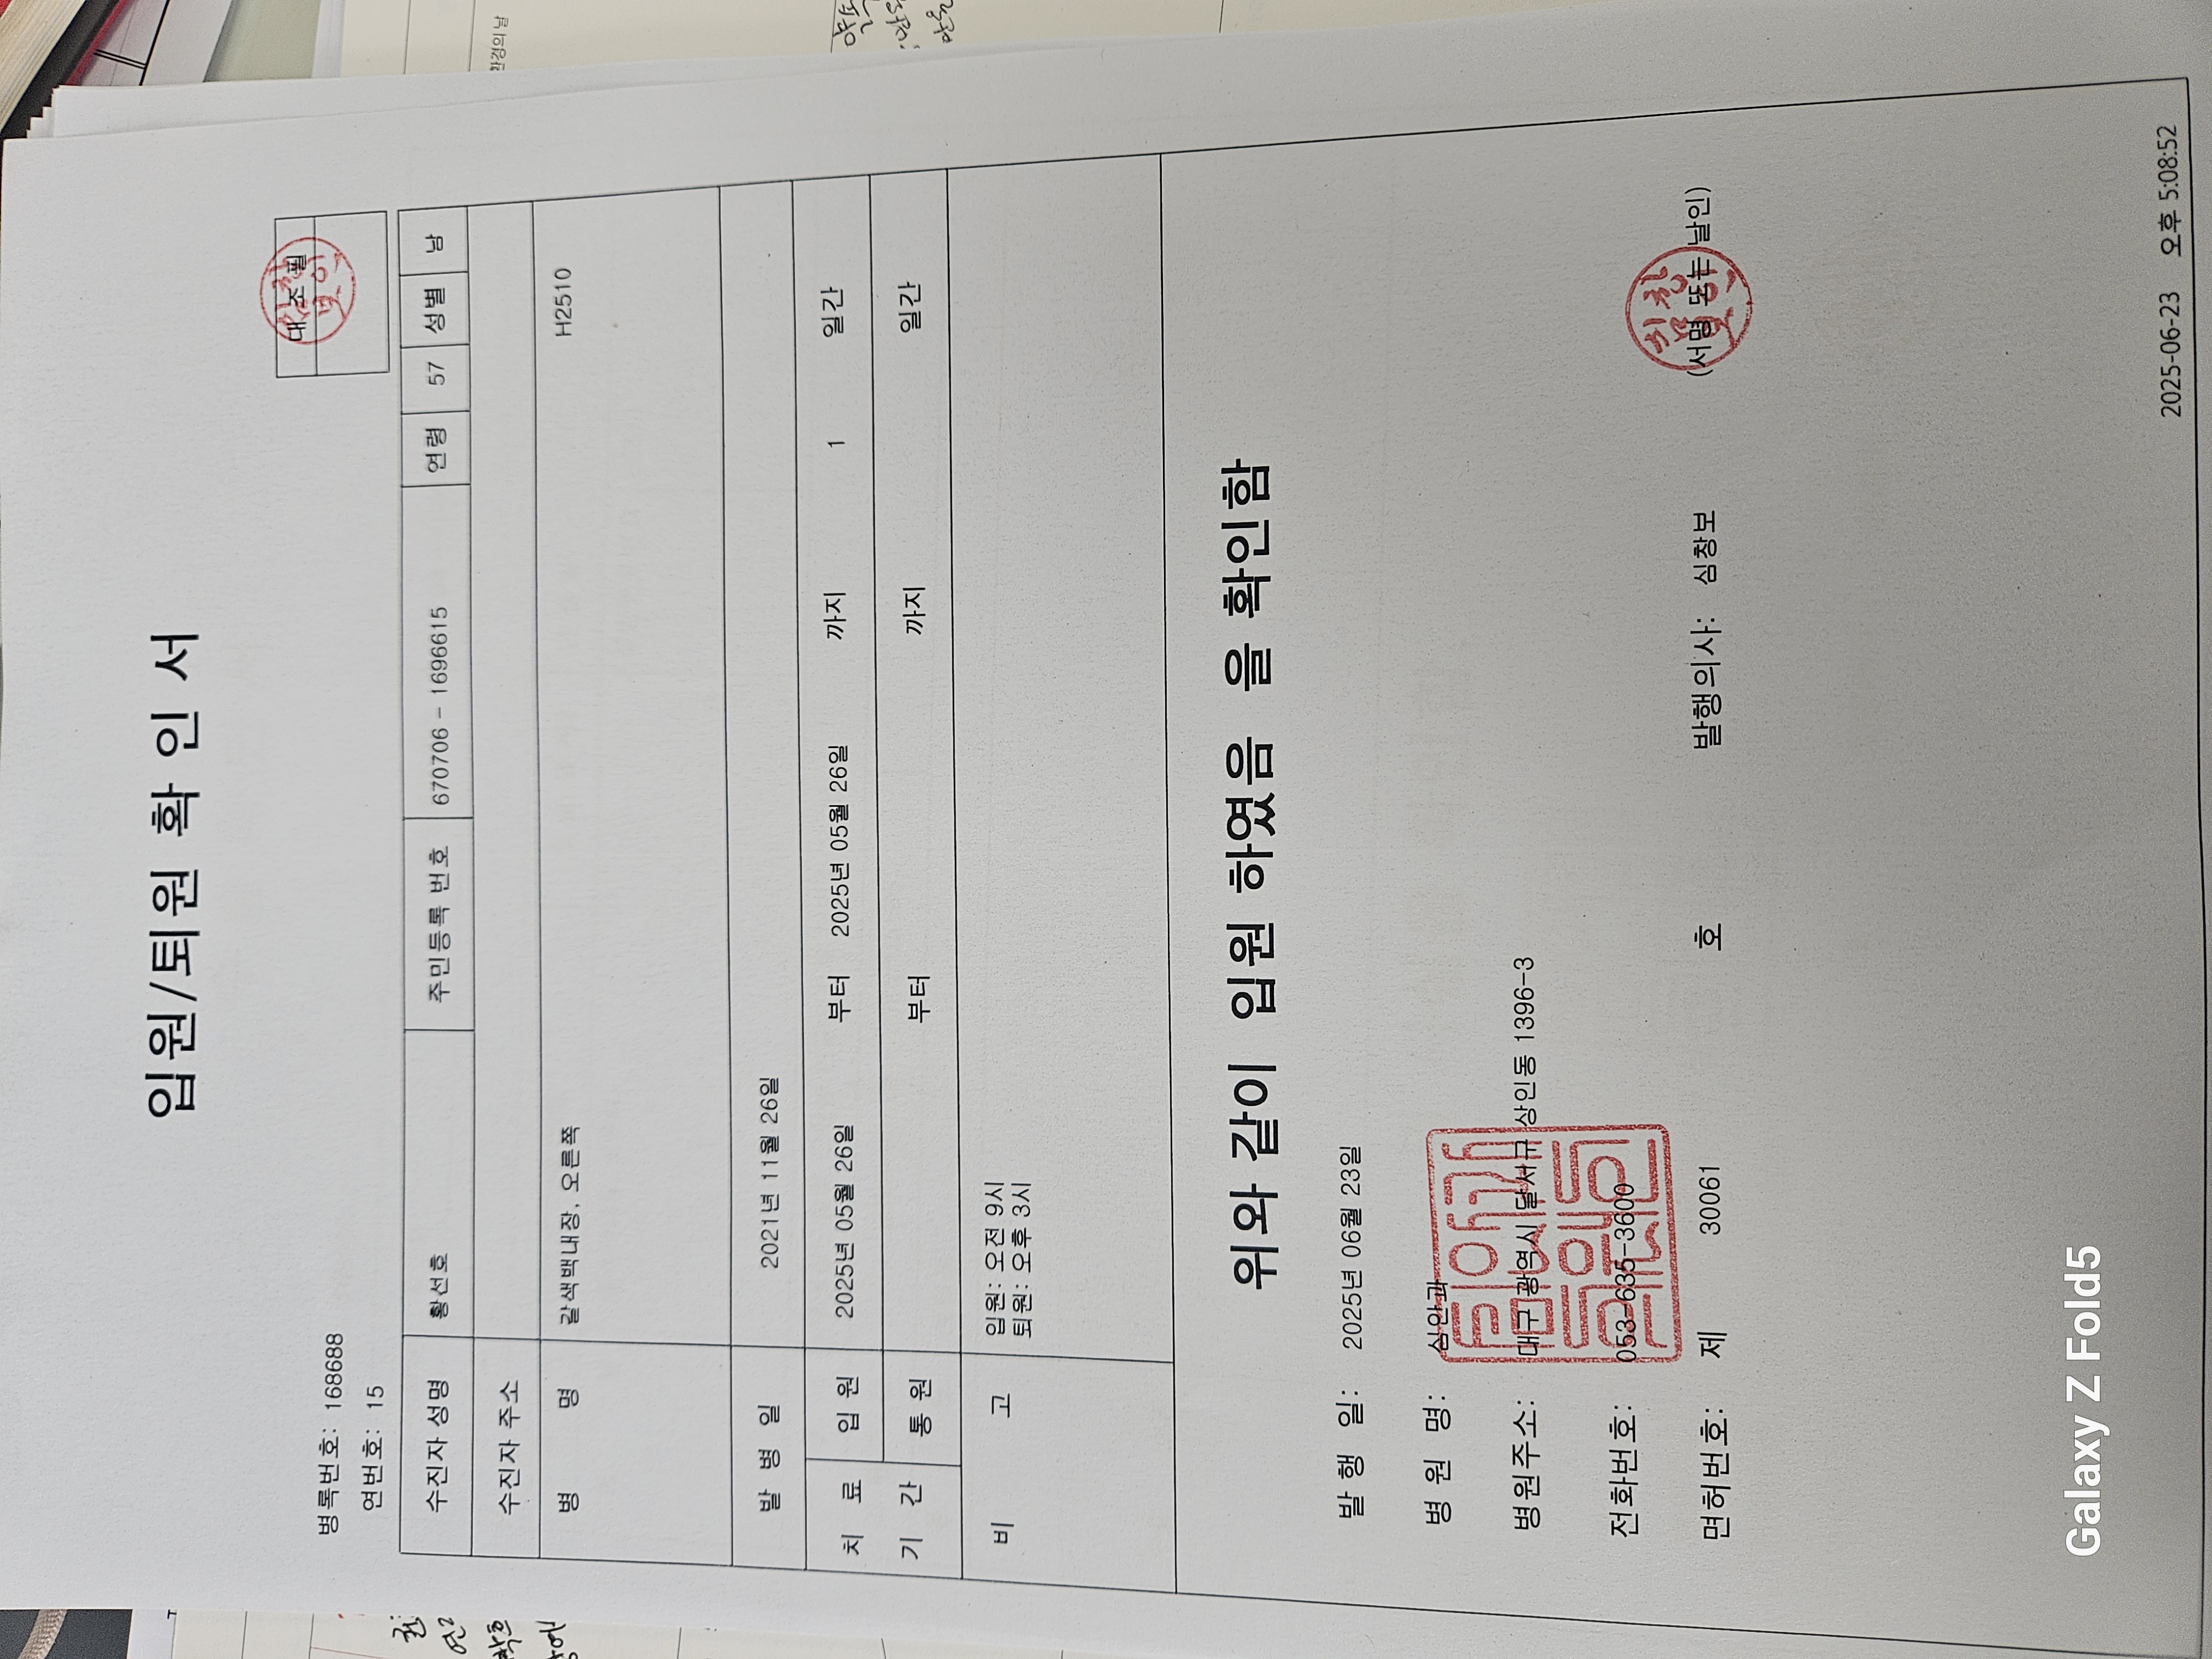 입원/퇴원 확 인 서
병록번호: 168688
연번호: 15
대 조 필
수진자 성명 황선호 주민등록 번호 670706 - 1696615 연령 57 성별 남
수진자 주소
병 명 갈색백내장, 오른쪽 H2510
발 병 일 2021년 11월 26일
치 료 기 간
입 원 2025년 05월 26일 부터 2025년 05월 26일 까지 1 일간
통 원 부터 까지 일간
비 고 입원: 오전 9시
퇴원: 오후 3시
위와 같이 입원 하였음 을 확인함
발 행 일: 2025년 06월 23일
병 원 명: 심안과
병원주소: 대구 광역시 달서구 상인동 1396-3
전화번호: 053-635-3600
면허번호: 제 30061 호 발행의사: 심창보 (서명 또는 날인)
2025-06-23 오후 5:08:52
Galaxy Z Fold5
환경의 날